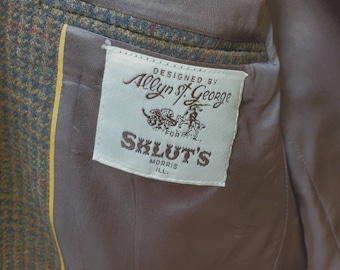 DESIGNED BY
Allyn St. George
FOR
SKLUT'S
MORRIS
ILL.